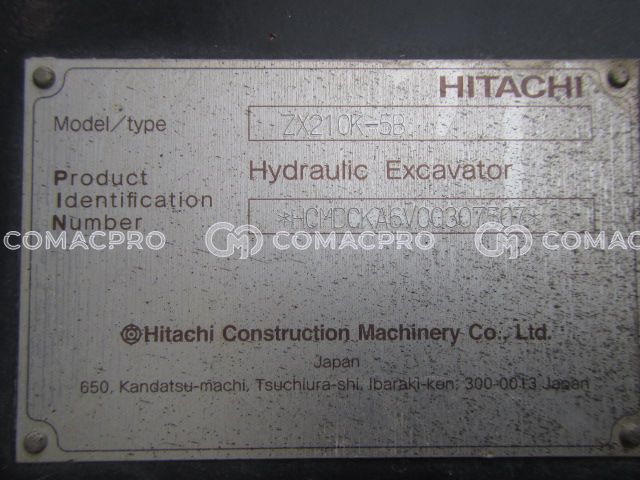 HITACHI
Model/type ZX210K-5B
Hydraulic Excavator
Product
Identification
Number
COMACPRO COMACPRO COMACPRO
Hitachi Construction Machinery Co., Ltd.
Japan
650, Kandatsu-machi, Tsuchiura-shi, Ibaraki-ken, 300-0013 Japan